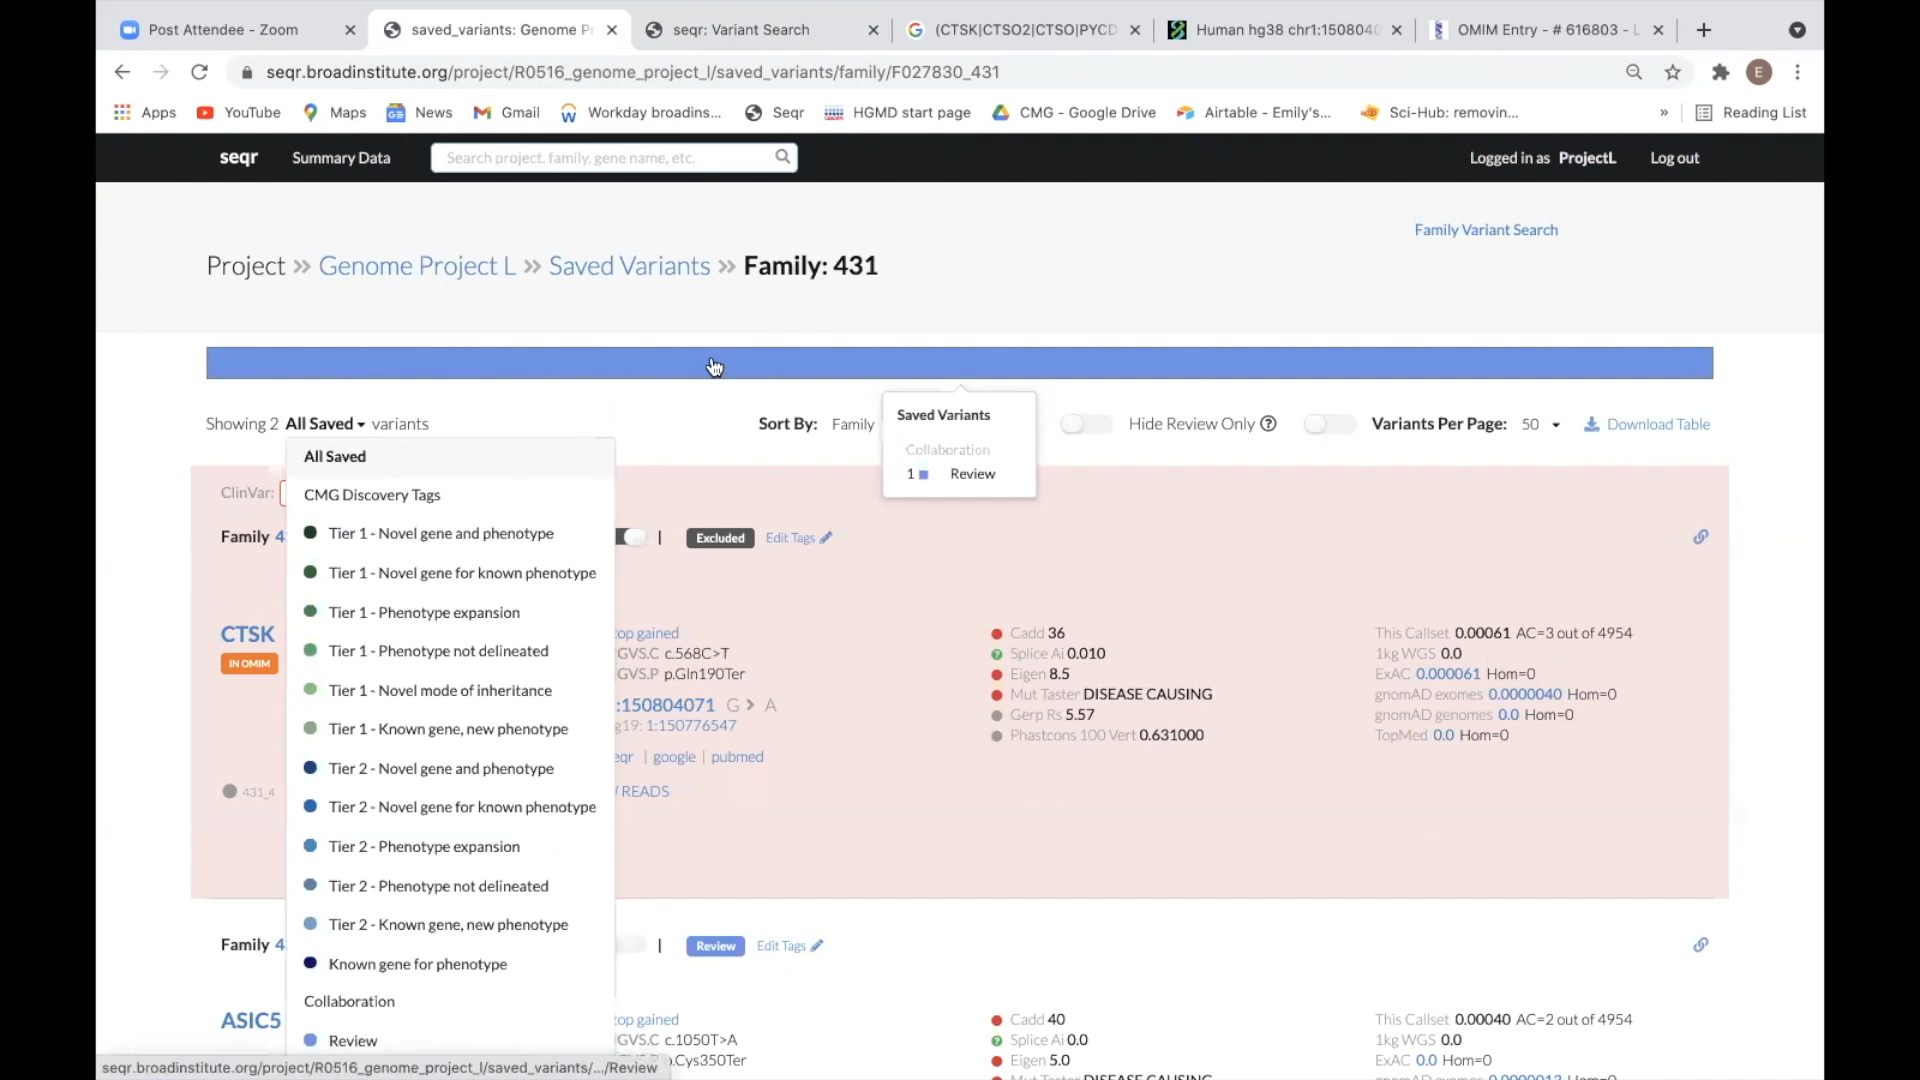 Post Attendee - Zoom
saved_variants: Genome Pr
seqr: Variant Search
(CTSK|CTSO2|CTSO|PYCD
Human hg38 chr1:1508040
OMIM Entry - # 616803 - L
seqr.broadinstitute.org/project/R0516_genome_project_l/saved_variants/family/F027830_431
E
Apps YouTube Maps News Gmail Workday broadins... Seqr HGMD start page CMG - Google Drive Airtable - Emily's... Sci-Hub: removin... » Reading List
seqr Summary Data Search project, family, gene name, etc. Logged in as ProjectL Log out
Family Variant Search
Project » Genome Project L » Saved Variants » Family: 431
Showing 2 All Saved variants Sort By: Family Hide Review Only Variants Per Page: 50 Download Table
Saved Variants
Collaboration
1 Review
All Saved
CMG Discovery Tags
Tier 1 - Novel gene and phenotype
Tier 1 - Novel gene for known phenotype
Tier 1 - Phenotype expansion
Tier 1 - Phenotype not delineated
Tier 1 - Novel mode of inheritance
Tier 1 - Known gene, new phenotype
Tier 2 - Novel gene and phenotype
Tier 2 - Novel gene for known phenotype
Tier 2 - Phenotype expansion
Tier 2 - Phenotype not delineated
Tier 2 - Known gene, new phenotype
Known gene for phenotype
Collaboration
Review
ClinVar:
Family 4 | Excluded Edit Tags
CTSK
IN OMIM
431_4
top gained
GVS.C c.568C>T
GVS.P p.Gln190Ter
:150804071 G > A
g19: 1:150776547
eqr | google | pubmed
READS
Cadd 36
Splice Ai 0.010
Eigen 8.5
Mut Taster DISEASE CAUSING
Gerp Rs 5.57
Phastcons 100 Vert 0.631000
This Callset 0.00061 AC=3 out of 4954
1kg WGS 0.0
ExAC 0.000061 Hom=0
gnomAD exomes 0.0000040 Hom=0
gnomAD genomes 0.0 Hom=0
TopMed 0.0 Hom=0
Family 4 | Review Edit Tags
ASIC5
top gained
GVS.C c.1050T>A
.Cys350Ter
Cadd 40
Splice Ai 0.0
Eigen 5.0
Mut Taster DISEASE CAUSING
This Callset 0.00040 AC=2 out of 4954
1kg WGS 0.0
ExAC 0.0 Hom=0
gnomAD exomes 0.0000013 Hom=0
seqr.broadinstitute.org/project/R0516_genome_project_l/saved_variants/.../Review